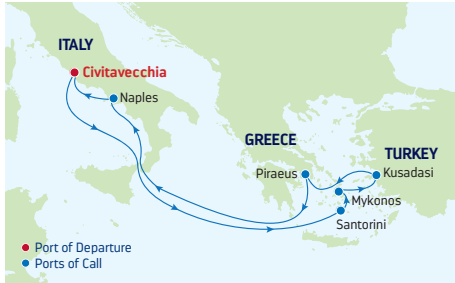 ITALY
Civitavecchia
Naples
GREECE
TURKEY
Piraeus
Kusadasi
Mykonos
Santorini
Port of Departure
Ports of Call